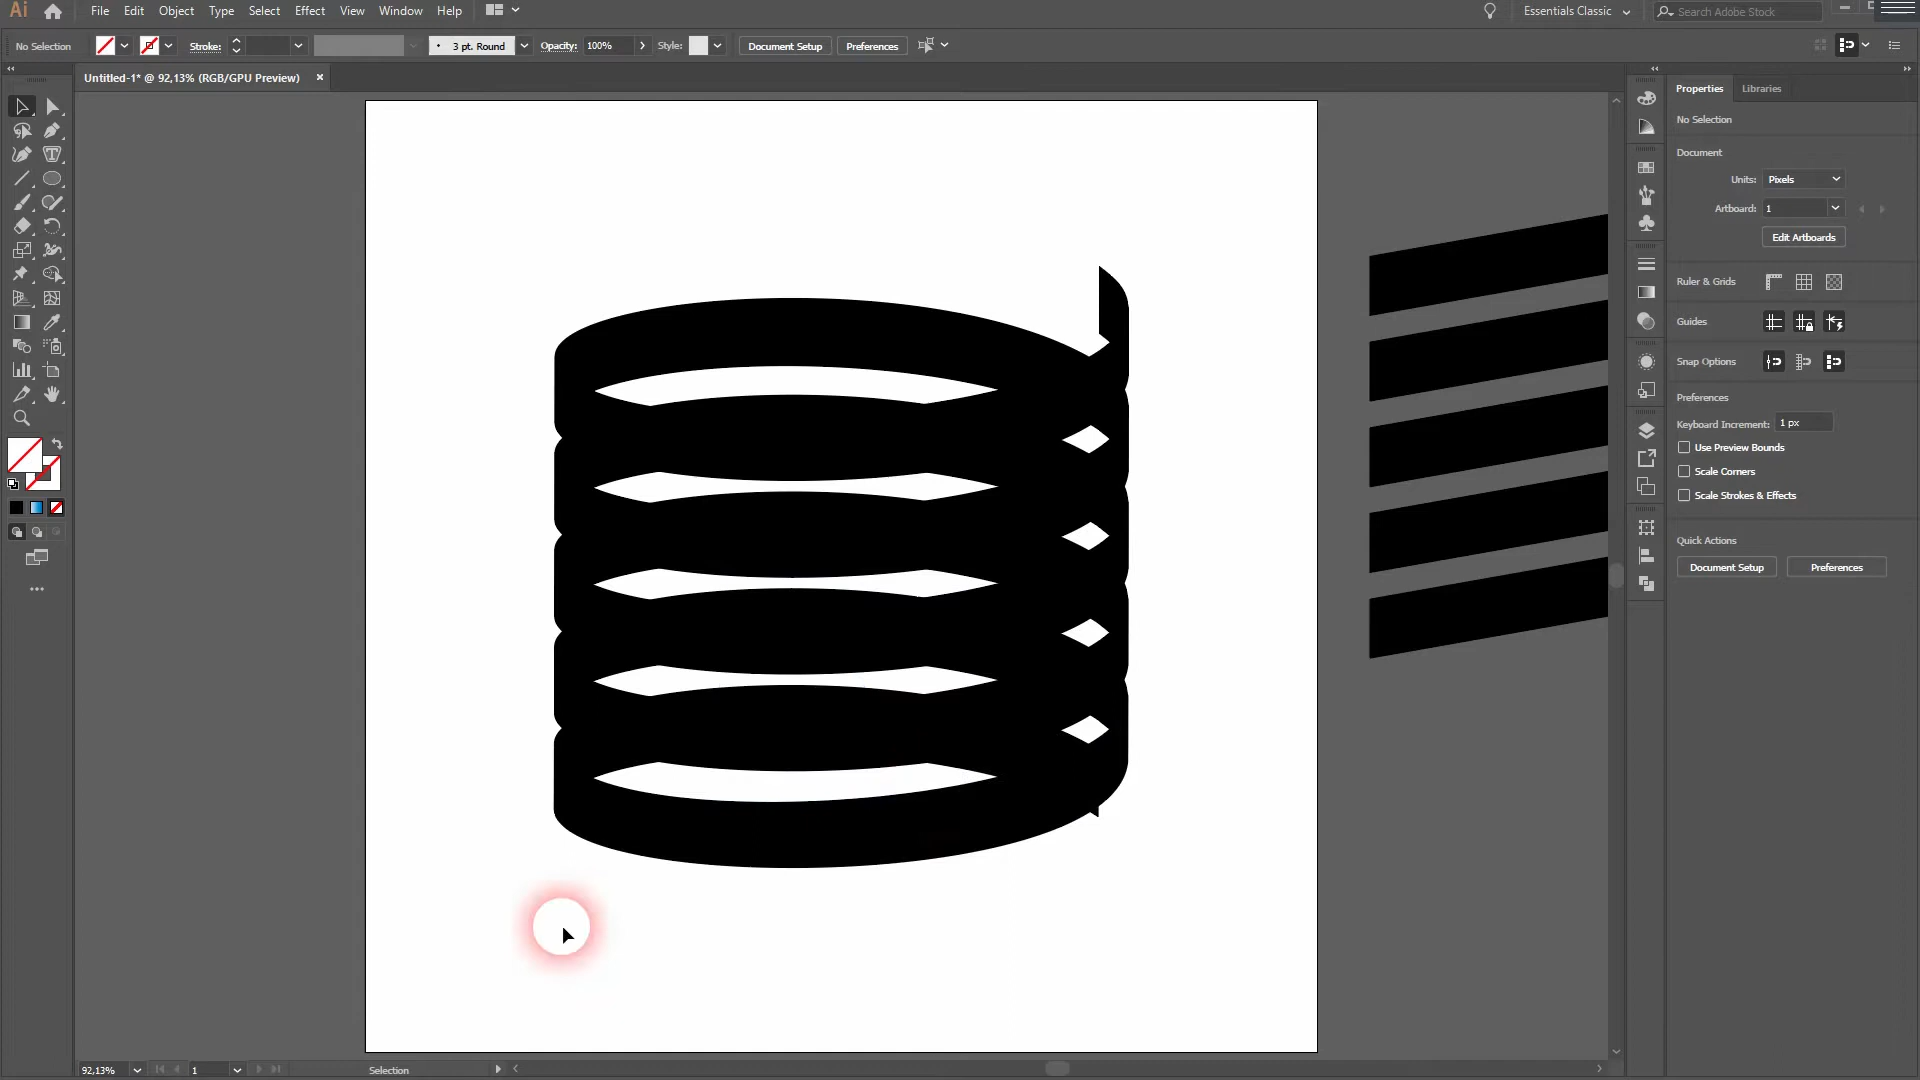 Ai File Edit Object Type Select Effect View Window Help Essentials Classic Search Adobe Stock
No Selection Stroke: 3 pt. Round Opacity: 100% Style: Document Setup Preferences
Untitled-1* @ 92,13% (RGB/GPU Preview)
Properties Libraries
No Selection
Document
Units: Pixels
Artboard: 1
Edit Artboards
Ruler & Grids
Guides
Snap Options
Preferences
Keyboard Increment: 1 px
Use Preview Bounds
Scale Corners
Scale Strokes & Effects
Quick Actions
Document Setup Preferences
92,13% 1 Selection